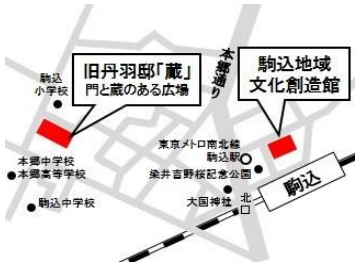 旧丹羽邸「蔵」
門と蔵のある広場
本郷通り
駒込地域
文化創造館
駒込
小学校
東京メトロ南北線
駒込駅
染井吉野桜記念公園
本郷中学校
本郷高等学校
大国神社
北口
駒込
駒込中学校